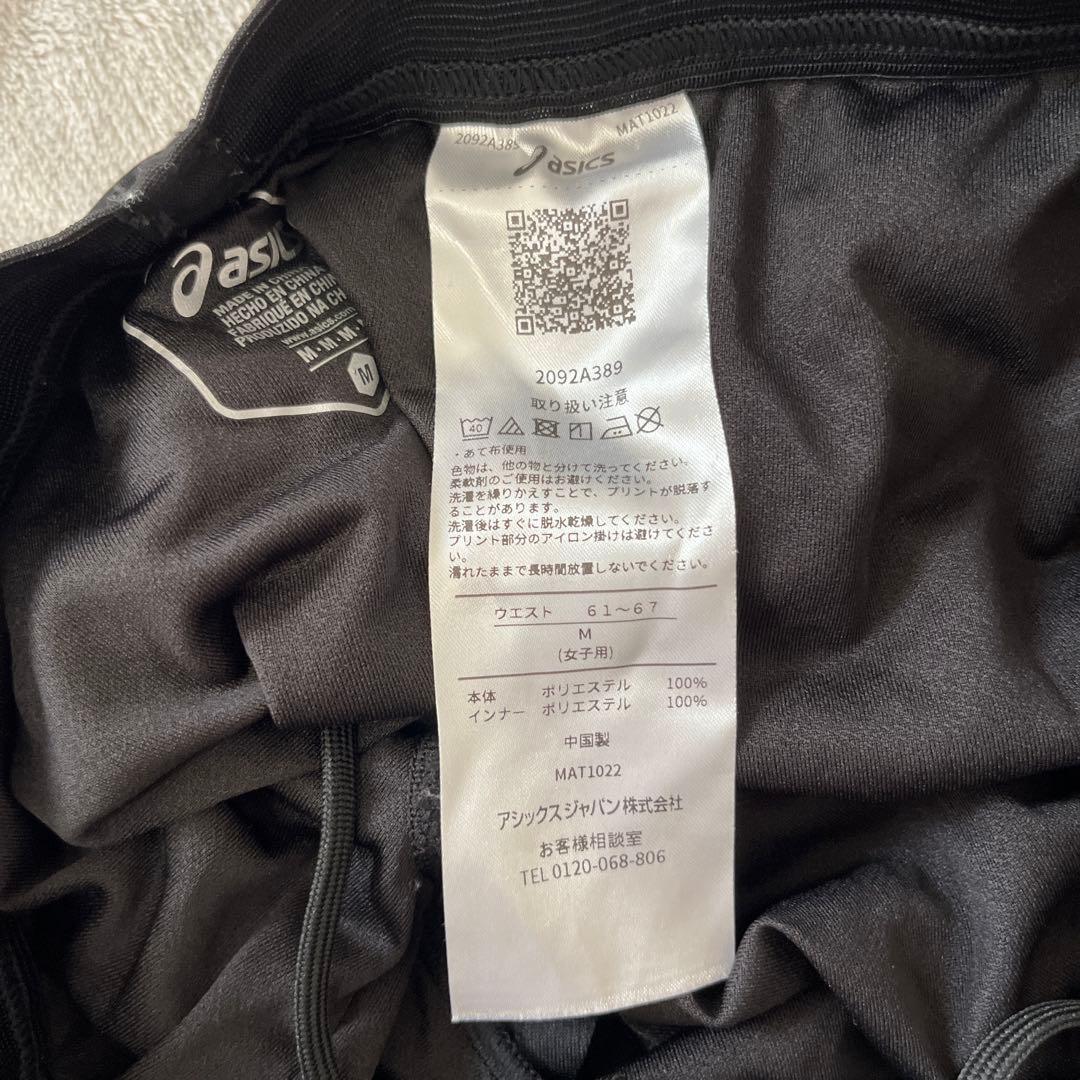 2092A389
MAT1022
asics
2092A389
取り扱い注意
40
・あて布使用
色物は、他の物と分けて洗ってください。
柔軟剤のご使用はお避けください。
洗濯を繰りかえすことで、プリントが脱落す
ることがあります。
洗濯後はすぐに脱水乾燥してください。
プリント部分のアイロン掛けは避けてくださ
い。
濡れたままで長時間放置しないでください。
ウエスト 61～67
M
(女子用)
本体 ポリエステル 100%
インナー ポリエステル 100%
中国製
MAT1022
アシックスジャパン株式会社
お客様相談室
TEL 0120-068-806
MADE IN
HECHO EN CHINA
FABRIQUÉ EN CHI
PRODUZIDO NA CH
www.asics.com
M・M・M・
M